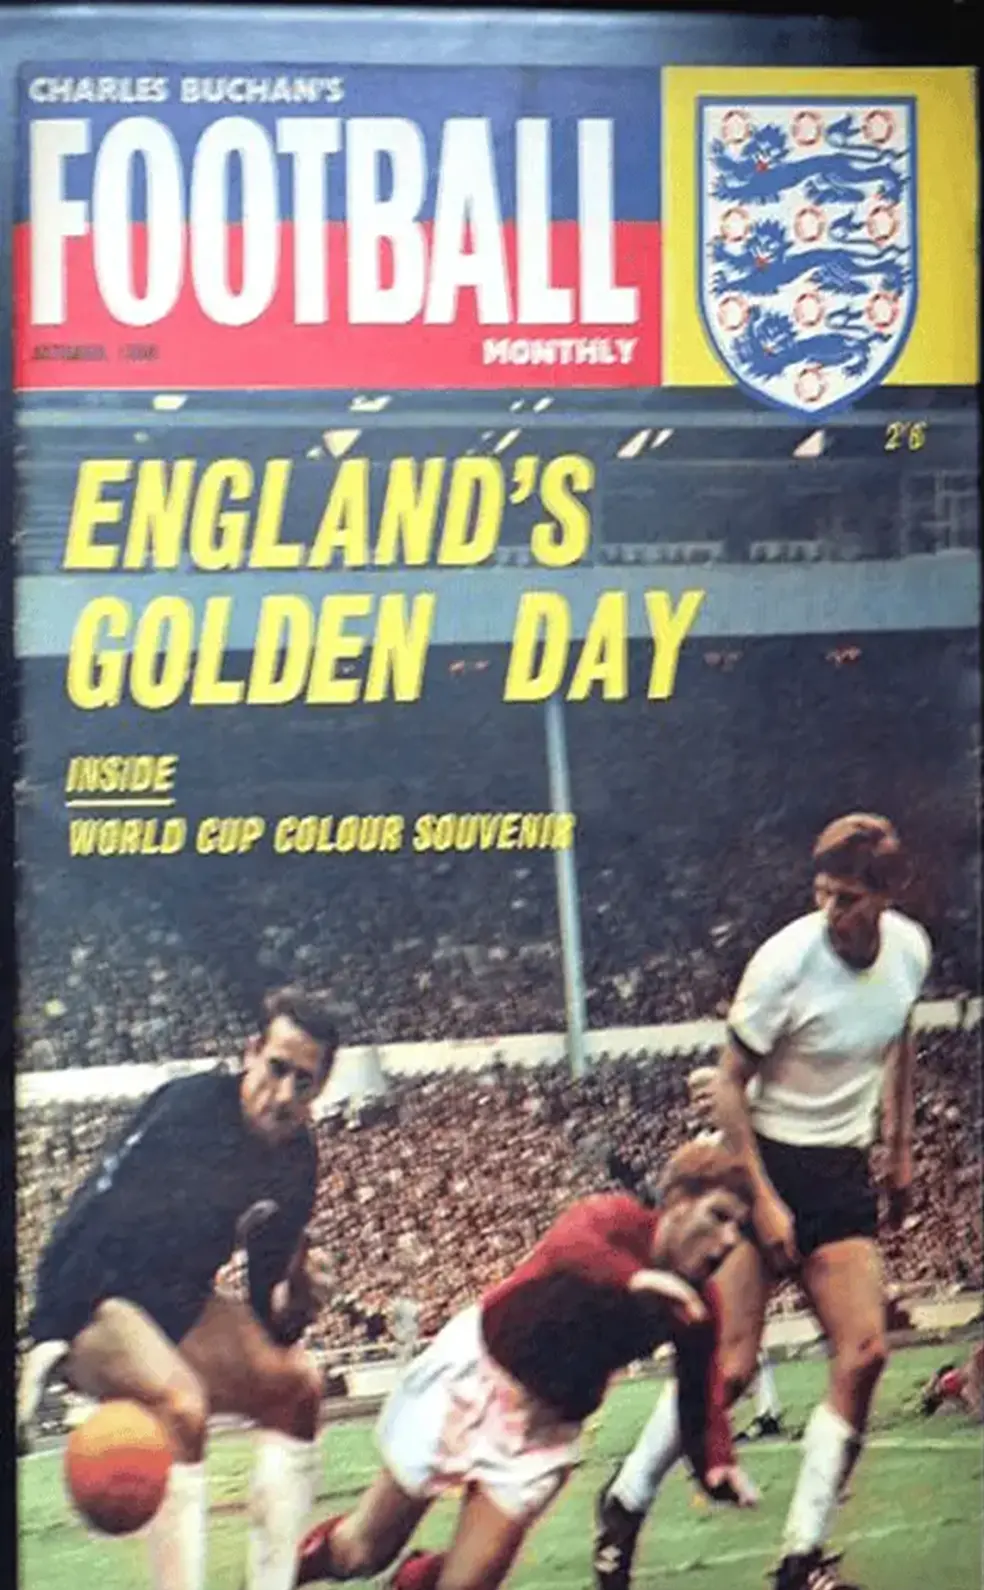 CHARLES BUCHAN'S
FOOTBALL
MONTHLY
2'6
ENGLAND'S
GOLDEN DAY
INSIDE
WORLD CUP COLOUR SOUVENIR